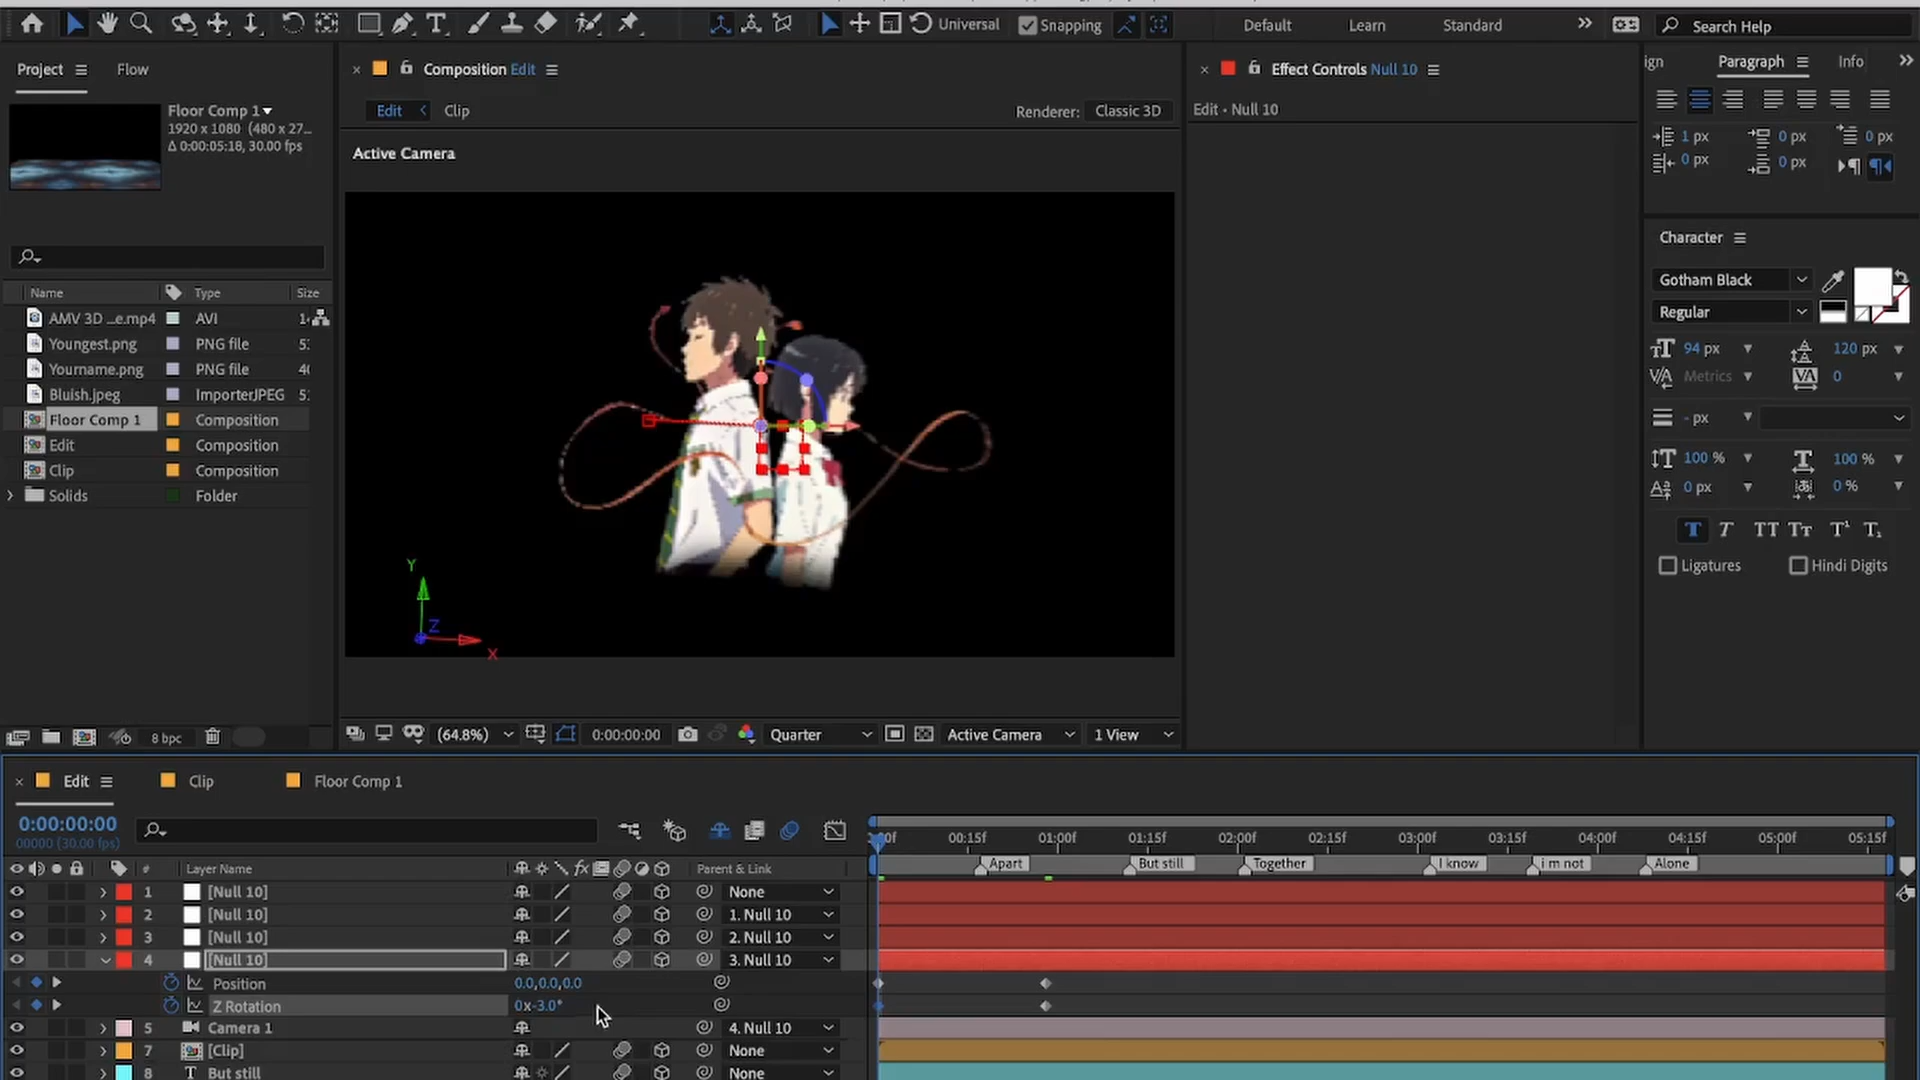 Universal
Snapping
Default
Learn
Standard
Search Help
Project
Flow
Composition Edit
Effect Controls Null 10
ign
Paragraph
Info
Floor Comp 1
1920 x 1080 (480 x 27...
Δ 0:00:05:18, 30.00 fps
Edit
Clip
Renderer:
Classic 3D
Edit • Null 10
1 px
0 px
0 px
0 px
0 px
Active Camera
Character
Name
Type
Size
AMV 3D ...e.mp4
AVI
1
Youngest.png
PNG file
5
Yourname.png
PNG file
4
Bluish.jpeg
ImporterJPEG
5
Floor Comp 1
Composition
Edit
Composition
Clip
Composition
Solids
Folder
Gotham Black
Regular
94 px
120 px
Metrics
0
- px
100 %
100 %
0 px
0 %
Ligatures
Hindi Digits
Y
Z
X
8 bpc
(64.8%)
0:00:00:00
Quarter
Active Camera
1 View
Edit
Clip
Floor Comp 1
0:00:00:00
00000 (30.00 fps)
:00f
00:15f
01:00f
01:15f
02:00f
02:15f
03:00f
03:15f
04:00f
04:15f
05:00f
05:15f
Apart
But still
Together
I know
i m not
Alone
#
Layer Name
Parent & Link
1
[Null 10]
None
2
[Null 10]
1. Null 10
3
[Null 10]
2. Null 10
4
[Null 10]
3. Null 10
Position
0.0,0.0,0.0
Z Rotation
0x-3.0°
5
Camera 1
4. Null 10
7
[Clip]
None
8
T
But still
None